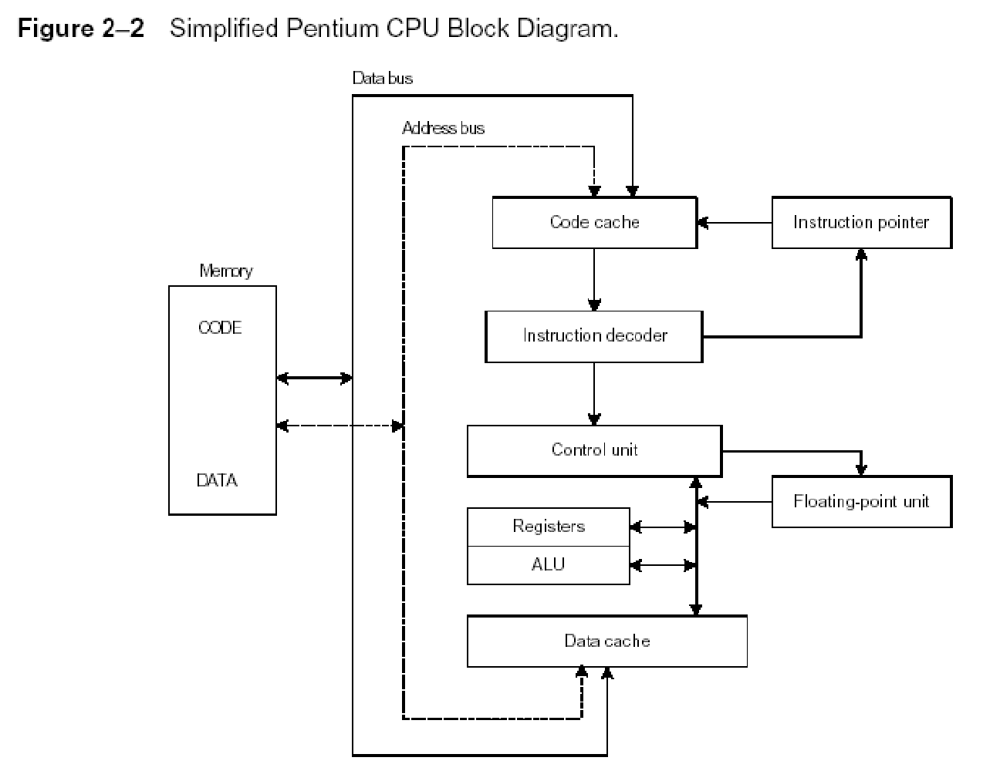 Figure 2–2 Simplified Pentium CPU Block Diagram.
Data bus
Address bus
Code cache
Instruction pointer
Memory
CODE
Instruction decoder
Control unit
DATA
Floating-point unit
Registers
ALU
Data cache